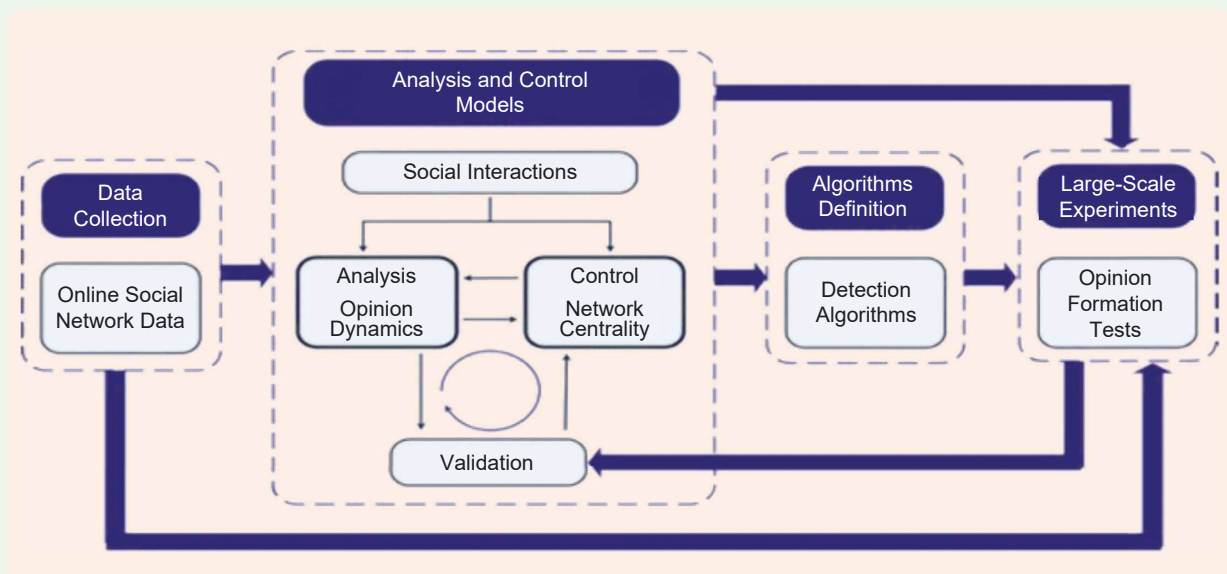 Data
Collection
Online Social
Network Data
Analysis and Control
Models
Social Interactions
Analysis
Opinion
Dynamics
Control
Network
Centrality
Validation
Algorithms
Definition
Detection
Algorithms
Large-Scale
Experiments
Opinion
Formation
Tests